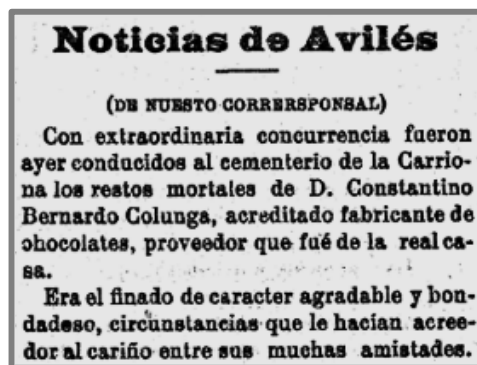 Noticias de Avilés
(DE NUESTO CORRERSPONSAL)
Con extraordinaria concurrencia fueron
ayer conducidos al cementerio de la Carrio-
na los restos mortales de D. Constantino
Bernardo Colunga, acreditado fabricante de
chocolates, proveedor que fué de la real ca-
sa.
Era el finado de caracter agradable y bon-
dadeso, circunstancias que le hacían acree-
dor al cariño entre sus muchas amistades.